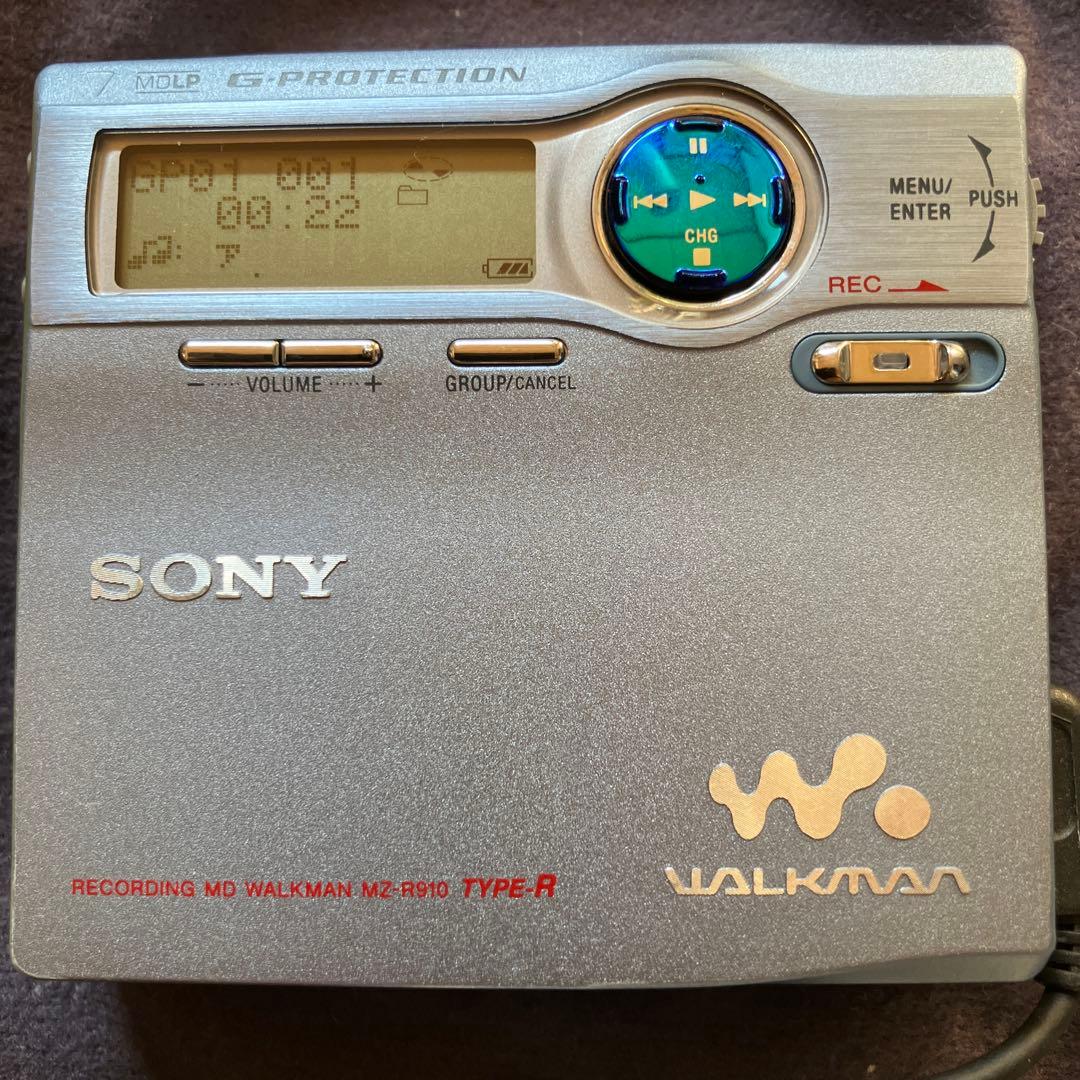 MDLP G-PROTECTION
GP01 001
00:22
ア
MENU/
ENTER
PUSH
CHG
REC
- ····· VOLUME ····· +
GROUP/CANCEL
SONY
WALKMAN
RECORDING MD WALKMAN MZ-R910 TYPE-R